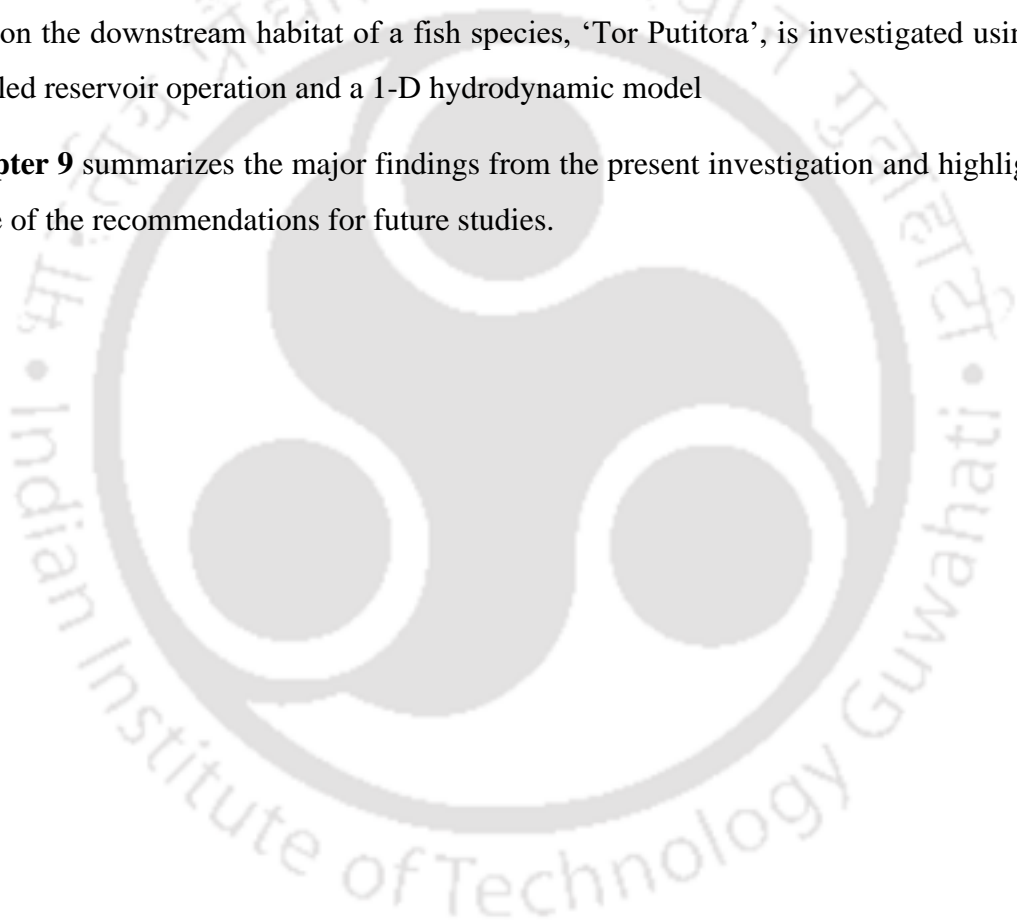 on the downstream habitat of a fish species, ‘Tor Putitora’, is investigated usin
led reservoir operation and a 1-D hydrodynamic model
pter 9 summarizes the major findings from the present investigation and highlig
e of the recommendations for future studies.
Indian Institute of Technology Guwahati